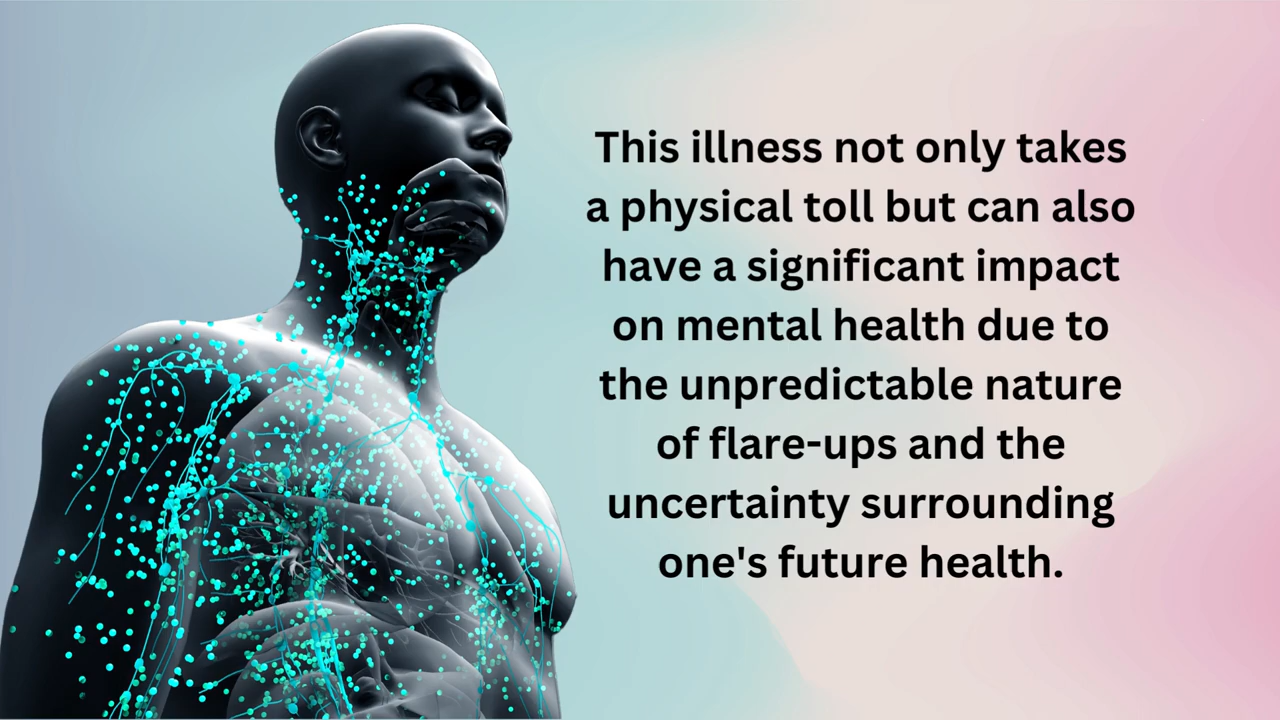 This illness not only takes
a physical toll but can also
have a significant impact
on mental health due to
the unpredictable nature
of flare-ups and the
uncertainty surrounding
one's future health.